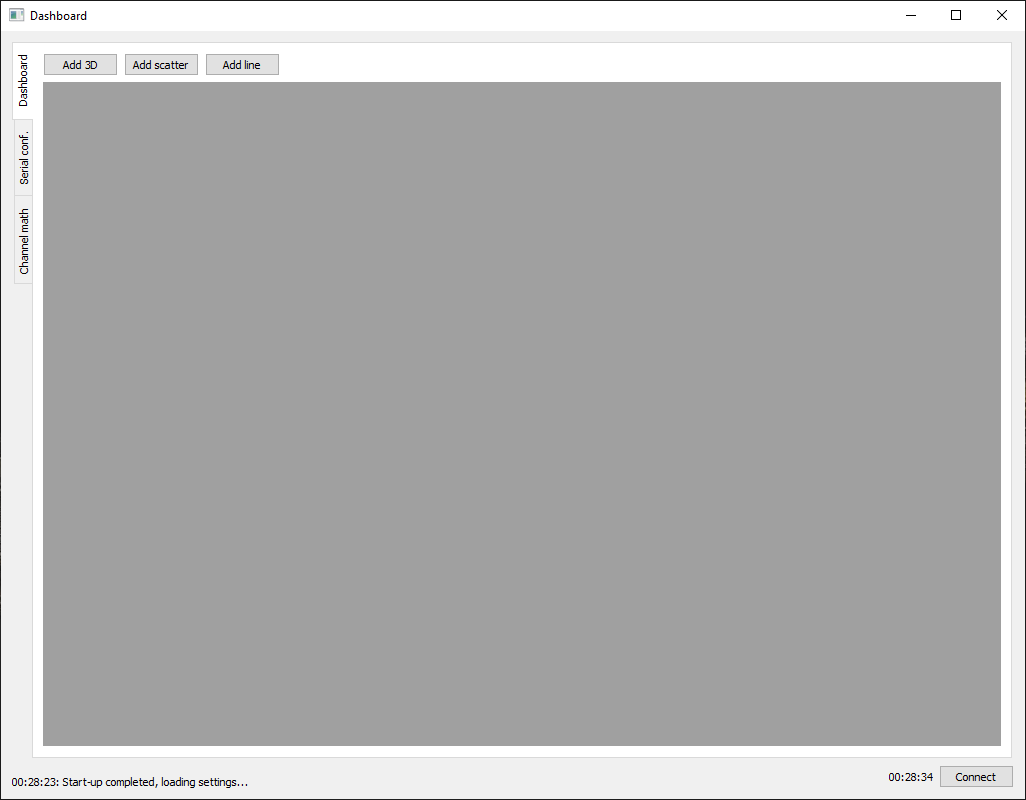 Dashboard
Add 3D
Add scatter
Add line
Dashboard
Serial conf.
Channel math
00:28:23: Start-up completed, loading settings...
00:28:34
Connect